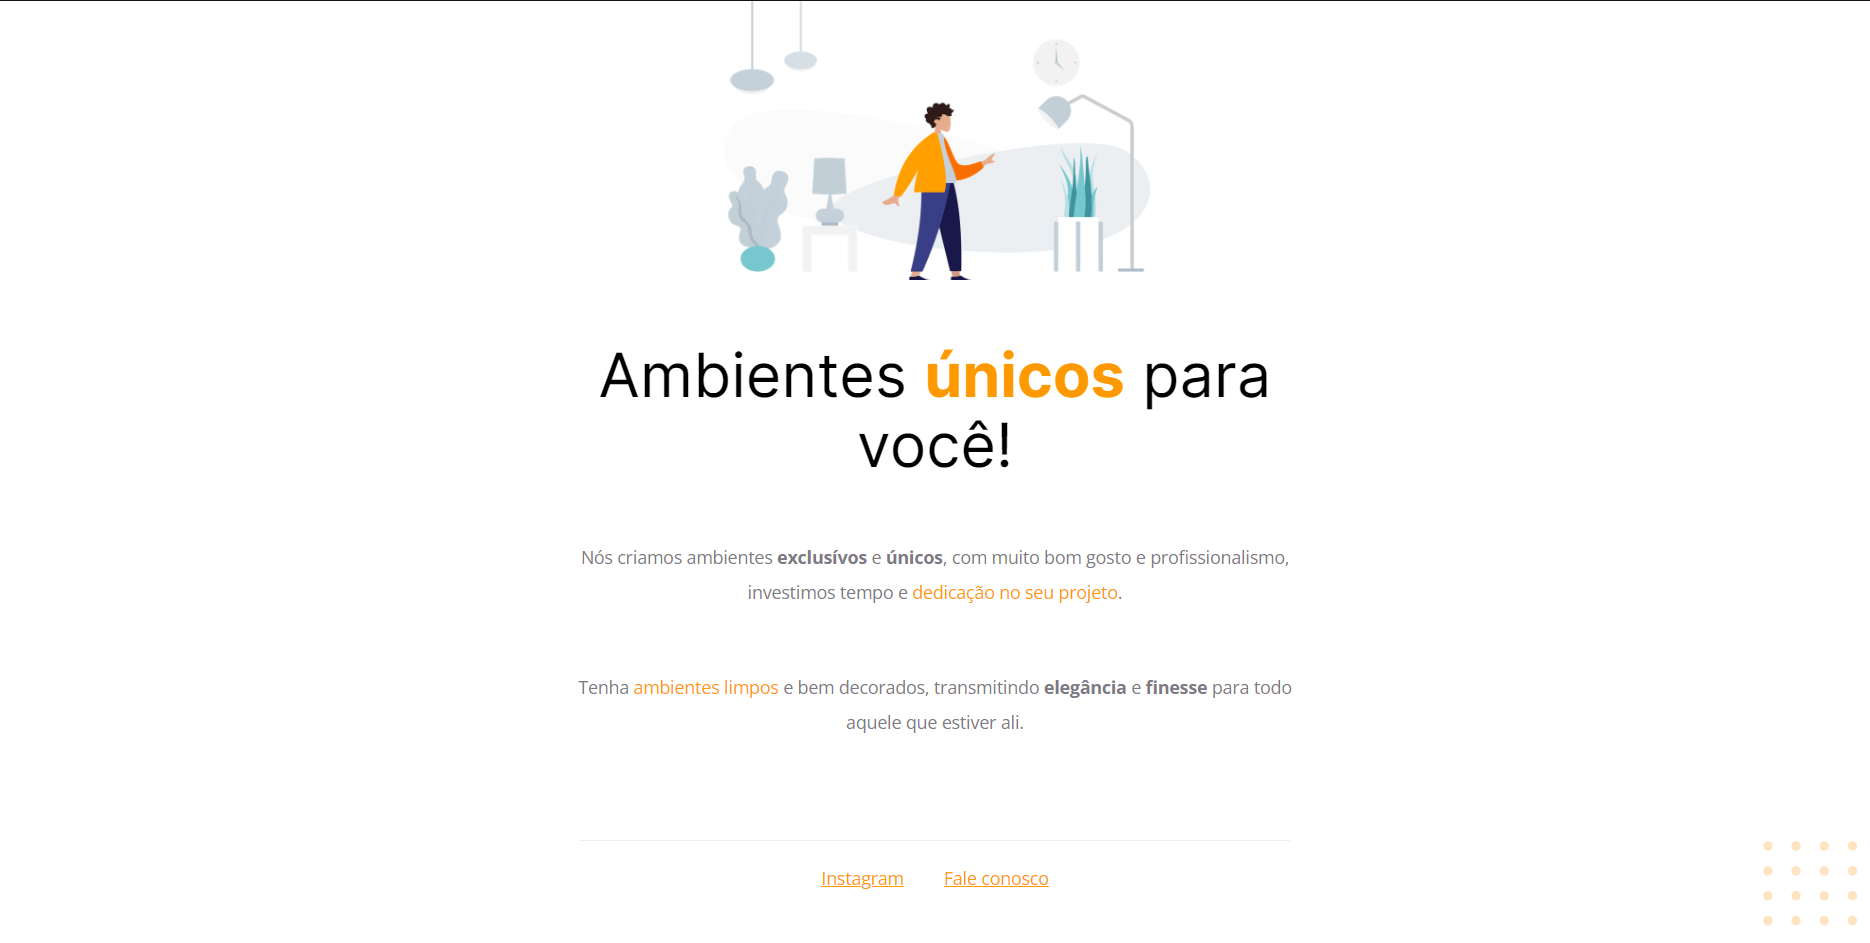 Ambientes únicos para
você!
Nós criamos ambientes exclusívos e únicos, com muito bom gosto e profissionalismo,
investimos tempo e dedicação no seu projeto.
Tenha ambientes limpos e bem decorados, transmitindo elegância e finesse para todo
aquele que estiver ali.
Instagram Fale conosco